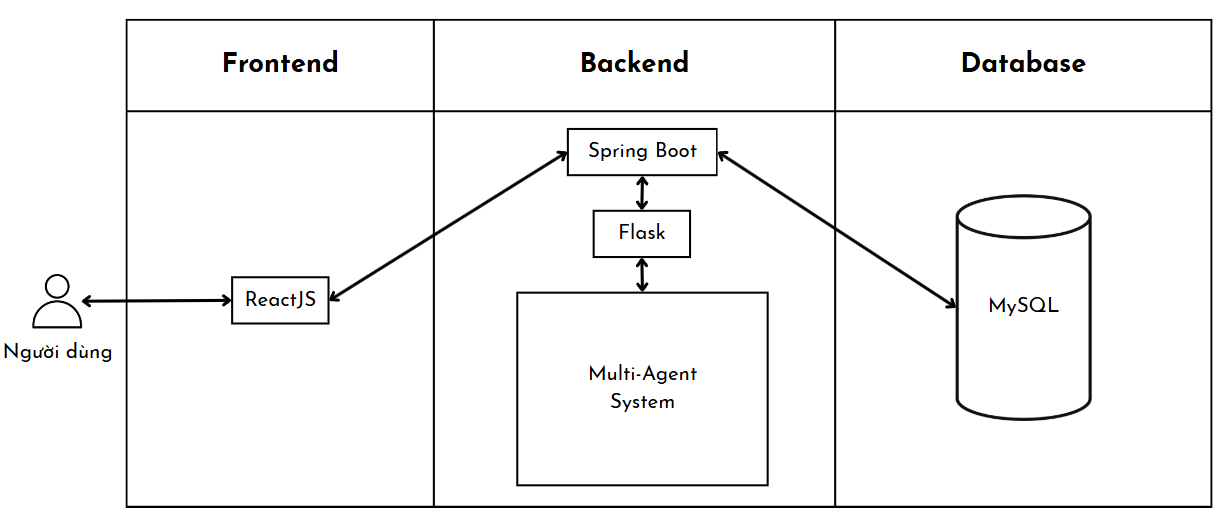 Frontend
Backend
Database
Spring Boot
Flask
ReactJS
MySQL
Người dùng
Multi-Agent
System